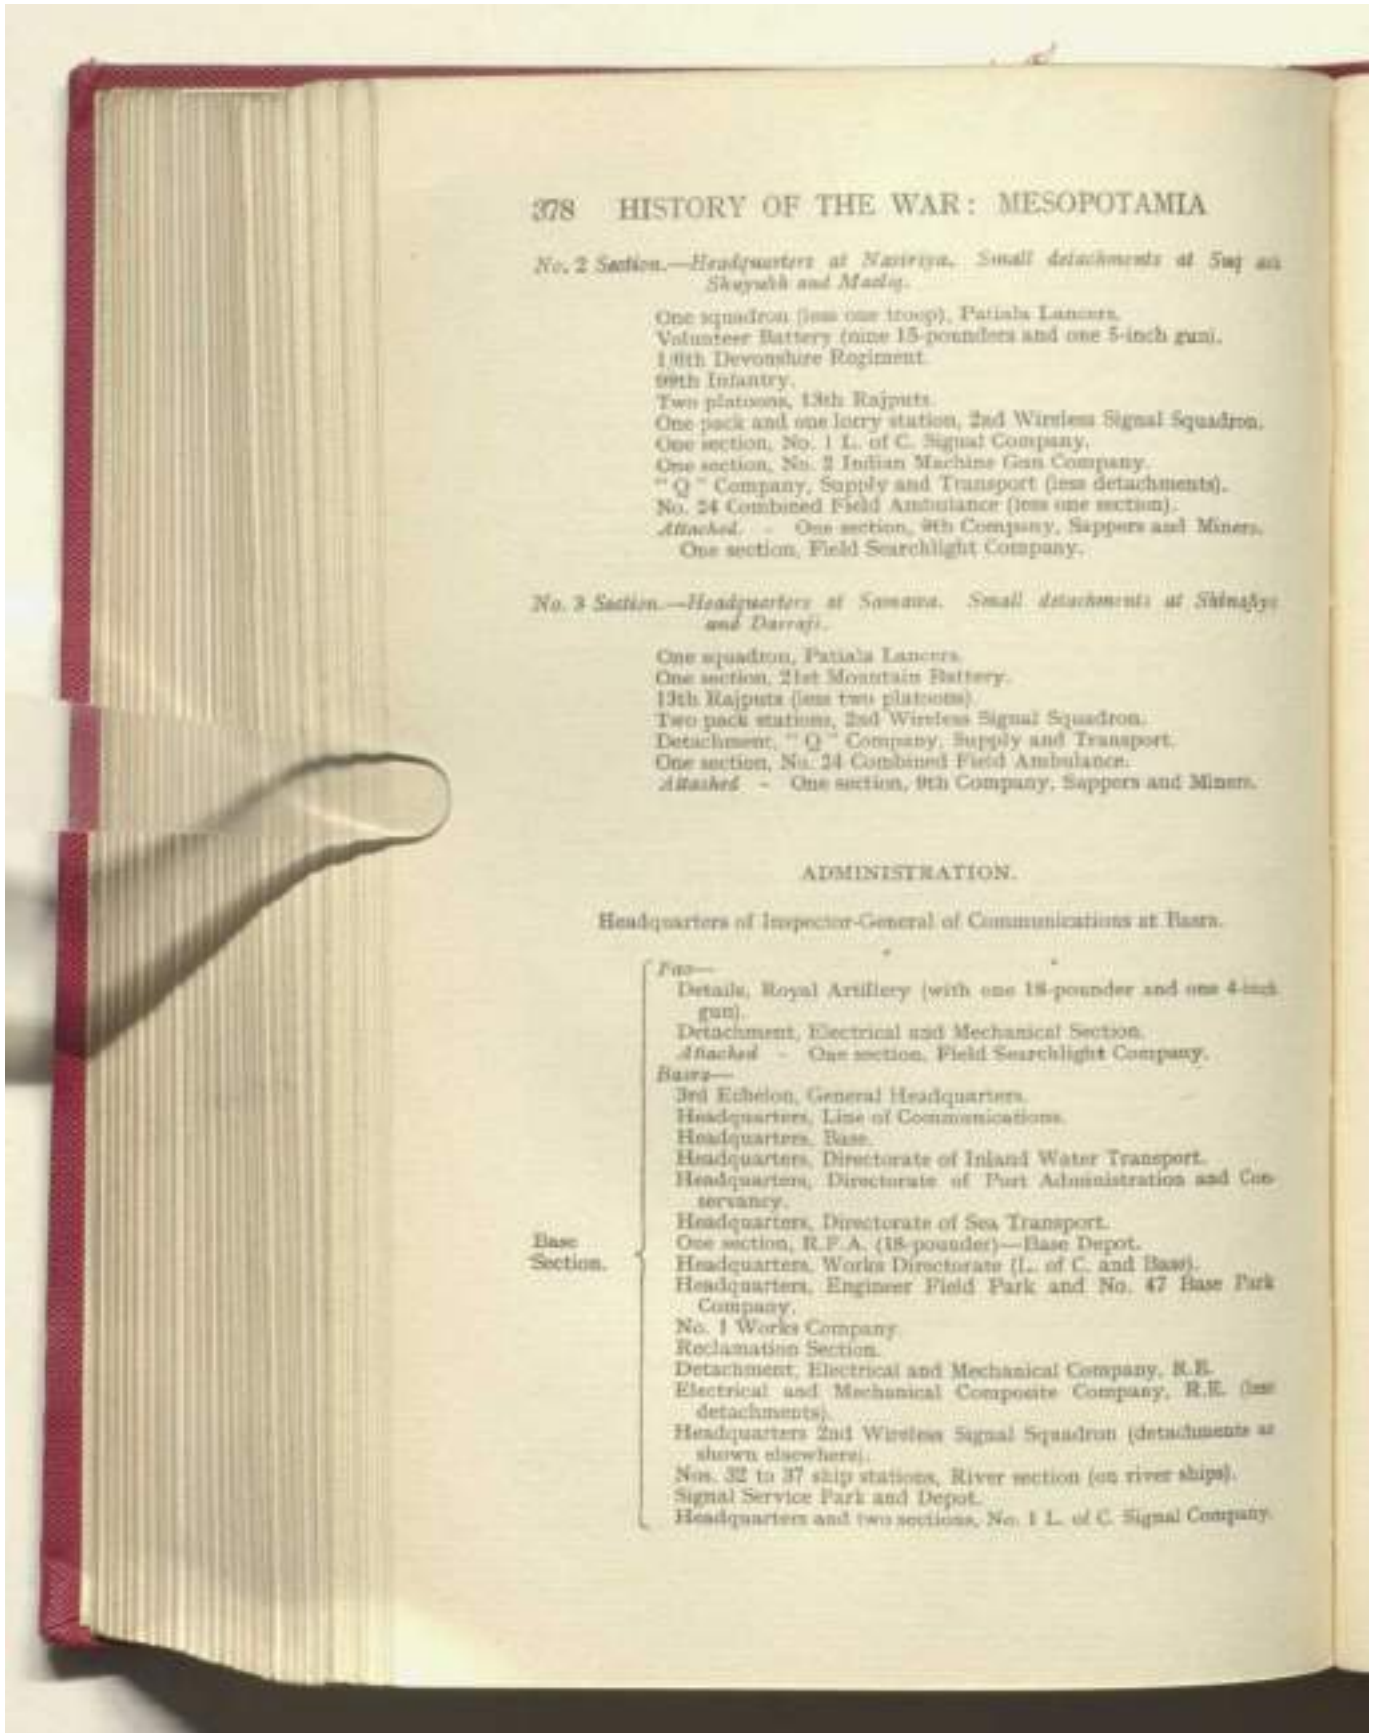 378 HISTORY OF THE WAR: MESOPOTAMIA
No. 2 Section.—Headquarters at Nasiriya. Small detachments at Suq ash
Shuyukh and
One squadron (less one troop), Patiala Lancers.
Volunteer Battery (nine 15-pounders and one 5-inch gun).
Devonshire Regiment.
99th Infantry.
Two platoons, 13th Rajputs.
One pack and one lorry station, 2nd Wireless Signal Squadron.
One section, No. 1 L. of C. Signal Company.
One section, No. 2 Indian Machine Gun Company.
“Q” Company, Supply and Transport (less detachments).
No. 24 Combined Field Ambulance (less one section).
Attached. - One section, 9th Company, Sappers and Miners.
One section, Field Searchlight Company.
No. 3 Section.—Headquarters at Samawa. Small detachments at Shinafiya
and Darraji.
One squadron, Patiala Lancers.
One section, 21st Mountain Battery.
13th Rajputs (less two platoons).
Two pack stations, 2nd Wireless Signal Squadron.
Detachment, “Q” Company, Supply and Transport.
One section, No. 24 Combined Field Ambulance.
Attached - One section, 9th Company, Sappers and Miners.
ADMINISTRATION.
Headquarters of Inspector-General of Communications at Basra.
Fao—
Details, Royal Artillery (with one 18-pounder and one 4-inch
gun).
Detachment, Electrical and Mechanical Section.
Attached - One section, Field Searchlight Company.
Basra—
3rd Echelon, General Headquarters.
Headquarters, Line of Communications.
Headquarters, Base.
Headquarters, Directorate of Inland Water Transport.
Headquarters, Directorate of Port Administration and Con-
servancy.
Headquarters, Directorate of Sea Transport.
Base
Section.
One section, R.F.A. (18-pounder)—Base Depot.
Headquarters, Works Directorate (L. of C. and Base).
Headquarters, Engineer Field Park and No. 47 Base Park
Company.
No. 1 Works Company.
Reclamation Section.
Detachment, Electrical and Mechanical Company, R.E.
Electrical and Mechanical Composite Company, R.E. (less
detachments).
Headquarters 2nd Wireless Signal Squadron (detachments as
shown elsewhere).
Nos. 32 to 37 ship stations, River section (on river ships).
Signal Service Park and Depot.
Headquarters and two sections, No. 1 L. of C. Signal Company.